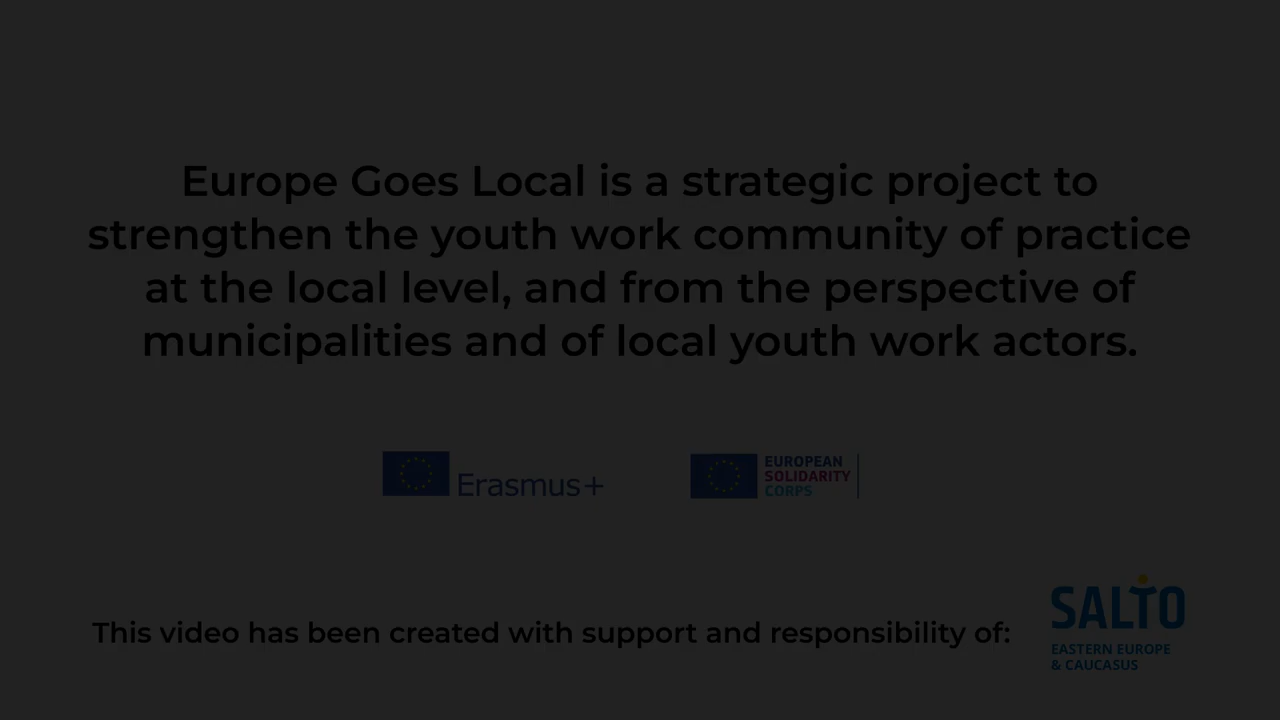 Europe Goes Local is a strategic project to
strengthen the youth work community of practice
at the local level, and from the perspective of
municipalities and of local youth work actors.
Erasmus+
EUROPEAN
SOLIDARITY
CORPS
This video has been created with support and responsibility of:
SALTO
EASTERN EUROPE
& CAUCASUS